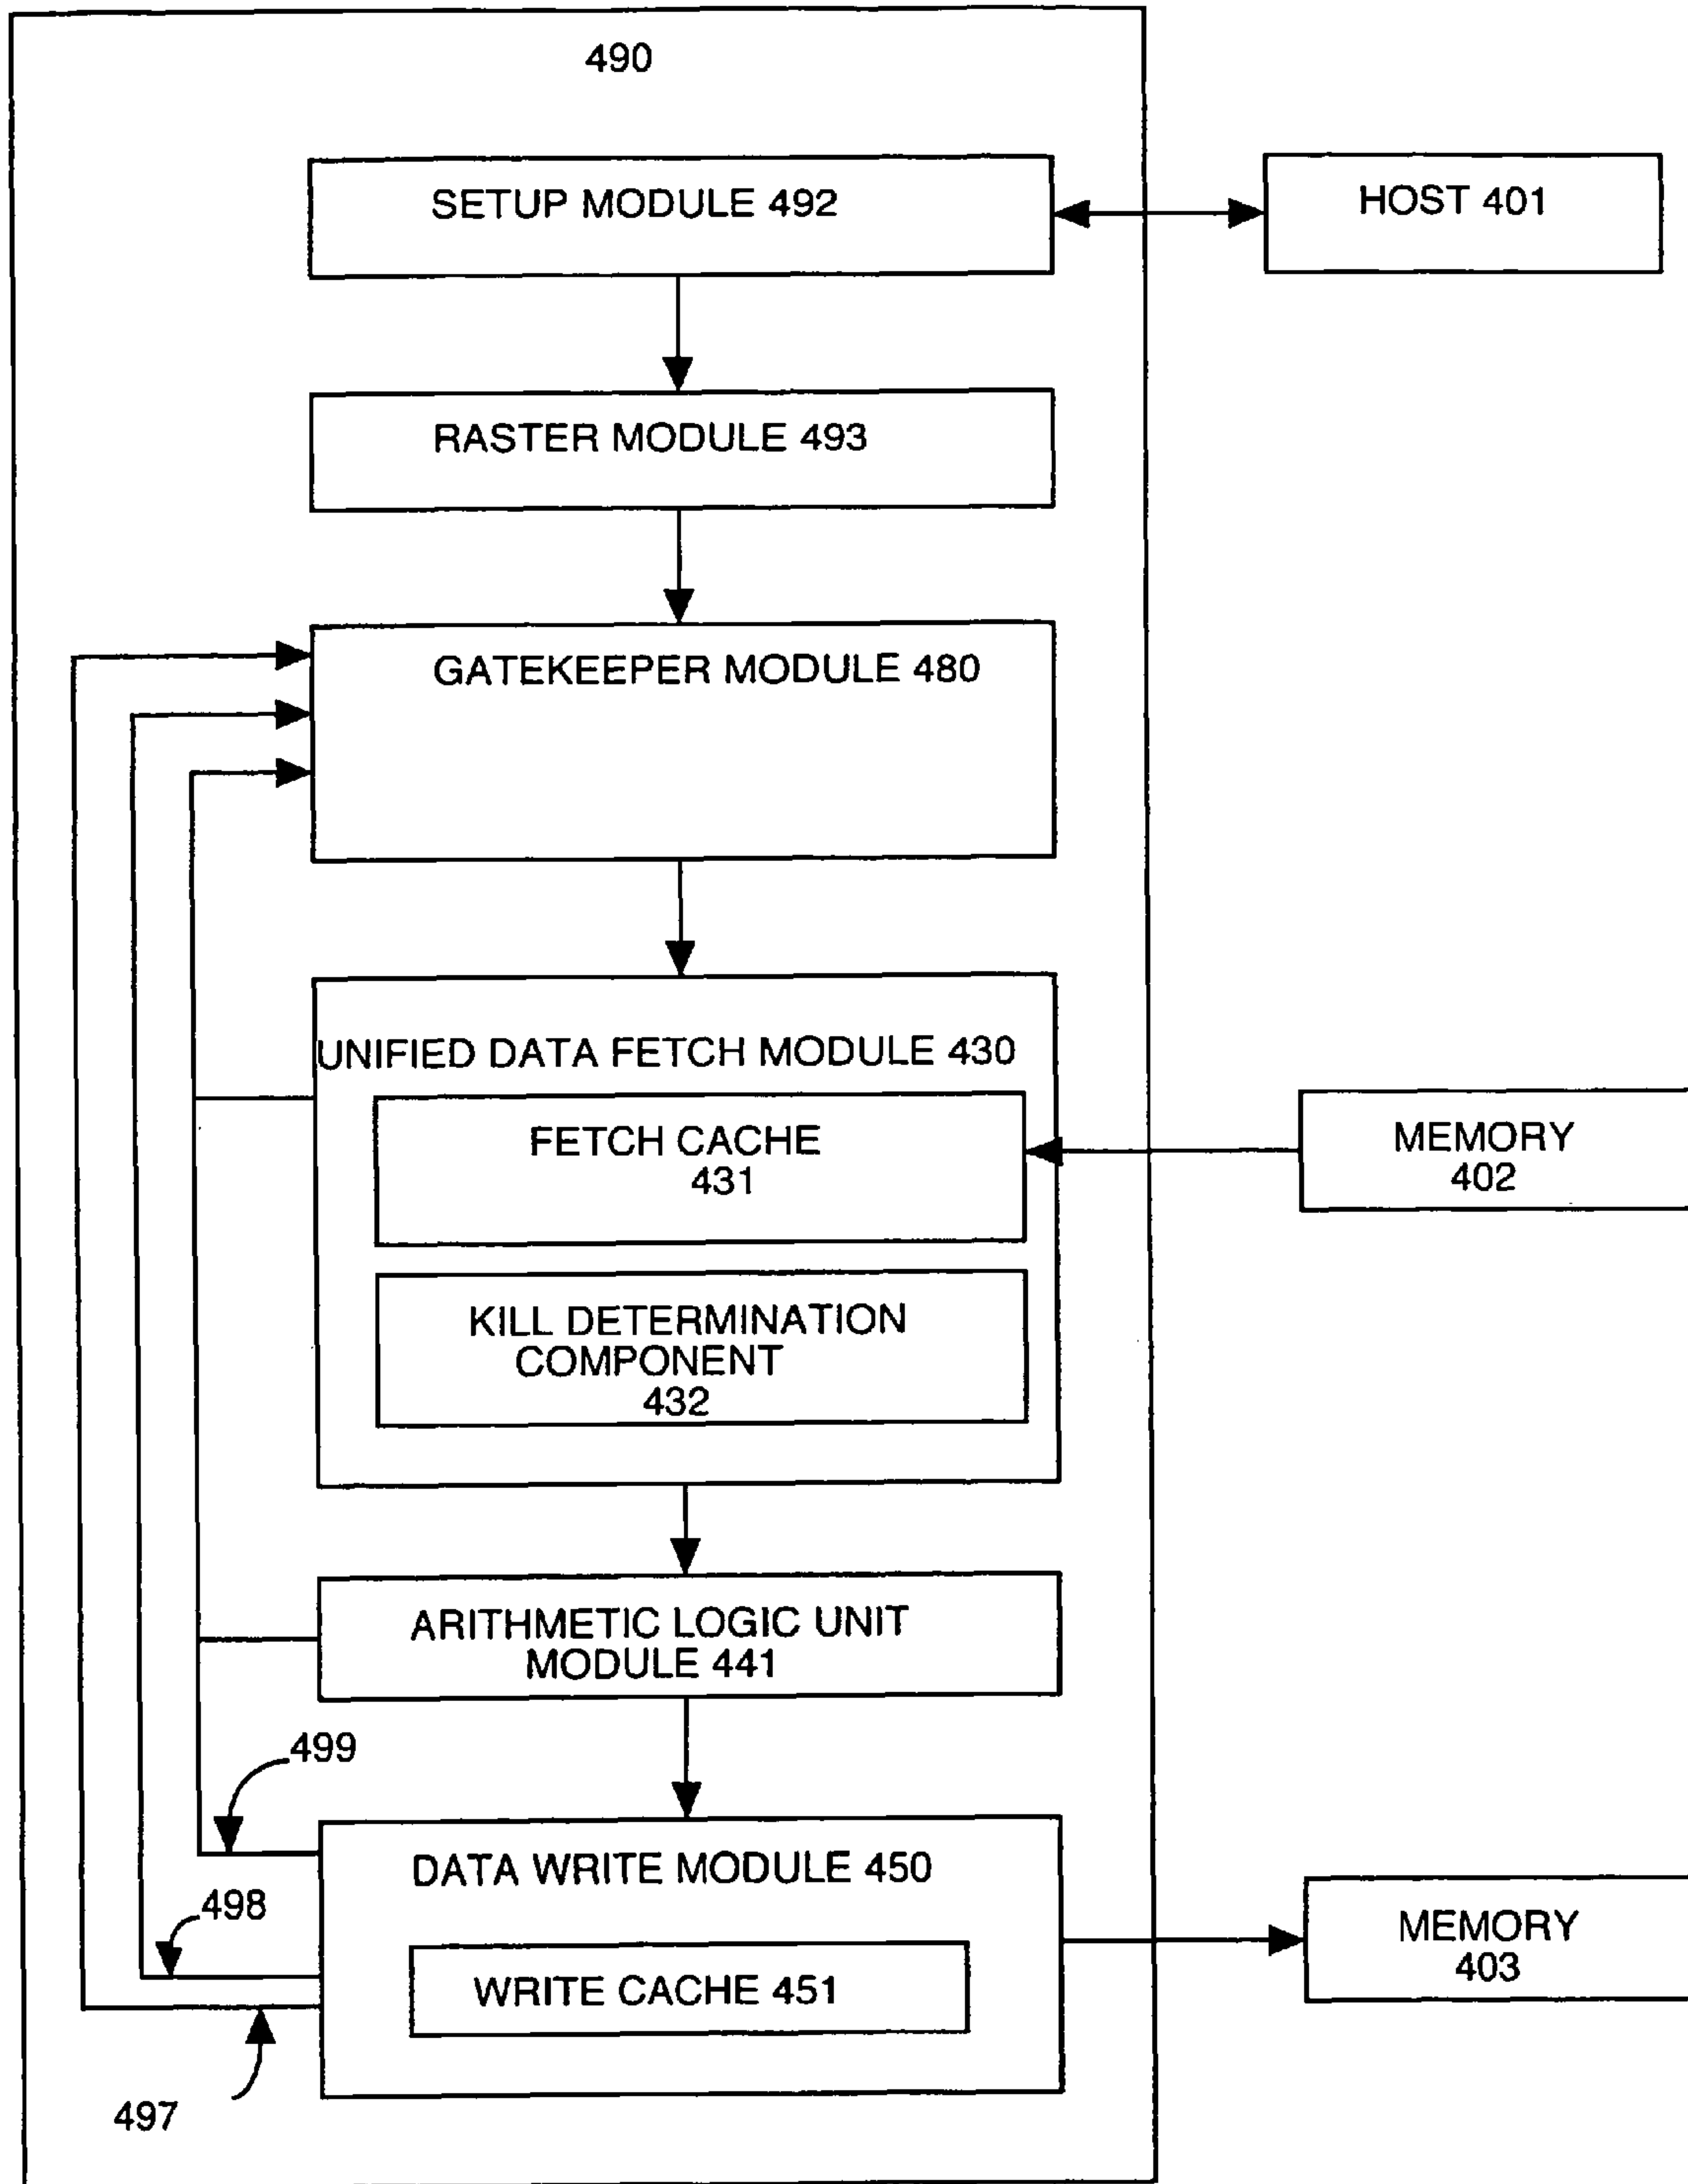 490
SETUP MODULE 492
HOST 401
RASTER MODULE 493
GATEKEEPER MODULE 480
UNIFIED DATA FETCH MODULE 430
FETCH CACHE
431
MEMORY
402
KILL DETERMINATION
COMPONENT
432
ARITHMETIC LOGIC UNIT
MODULE 441
499
DATA WRITE MODULE 450
498
WRITE CACHE 451
MEMORY
403
497